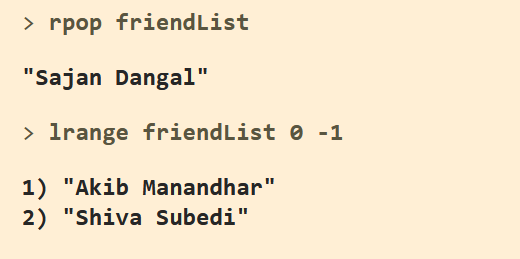 > rpop friendList
"Sajan Dangal"
> lrange friendList 0 -1
1) "Akib Manandhar"
2) "Shiva Subedi"